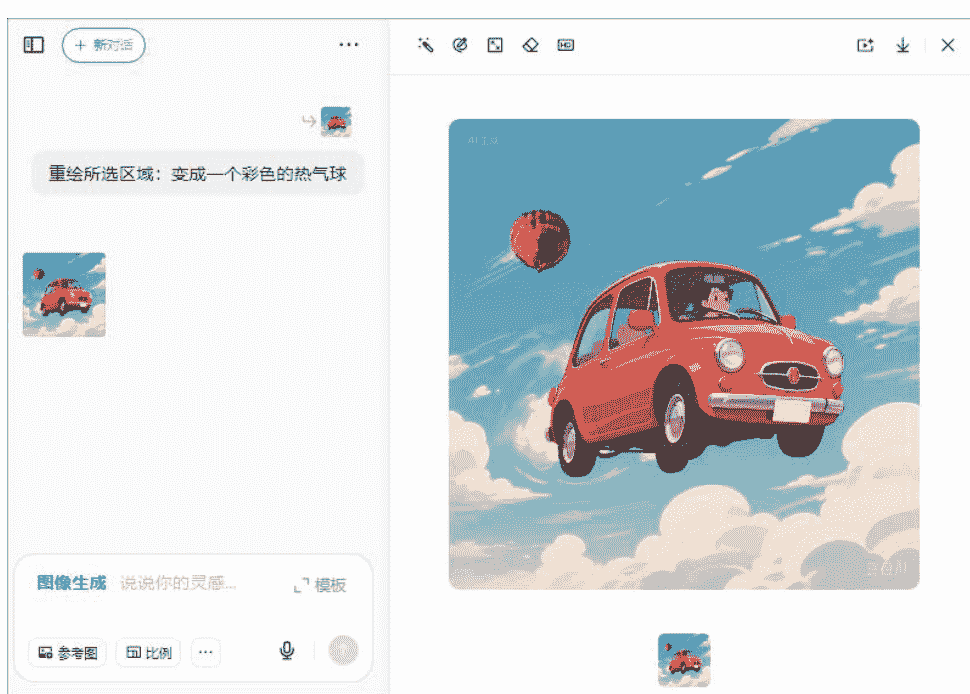 + 新对话
HD
重绘所选区域：变成一个彩色的热气球
图像生成 说说你的灵感... 模板
参考图 比例